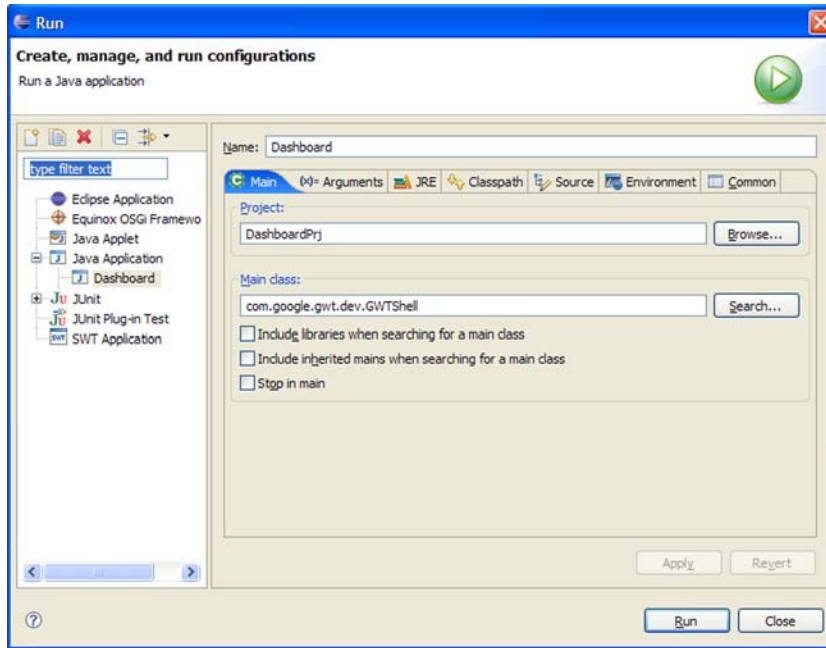 Run
Create, manage, and run configurations
Run a Java application
type filter text
Eclipse Application
Equinox OSGi Framewo
Java Applet
Java Application
Dashboard
JUnit
JUnit Plug-in Test
SWT Application
Name: Dashboard
Main (x)= Arguments JRE Classpath Source Environment Common
Project:
DashboardPrj Browse...
Main class:
com.google.gwt.dev.GWTShell Search...
Include libraries when searching for a main class
Include inherited mains when searching for a main class
Stop in main
Apply Revert
Run Close